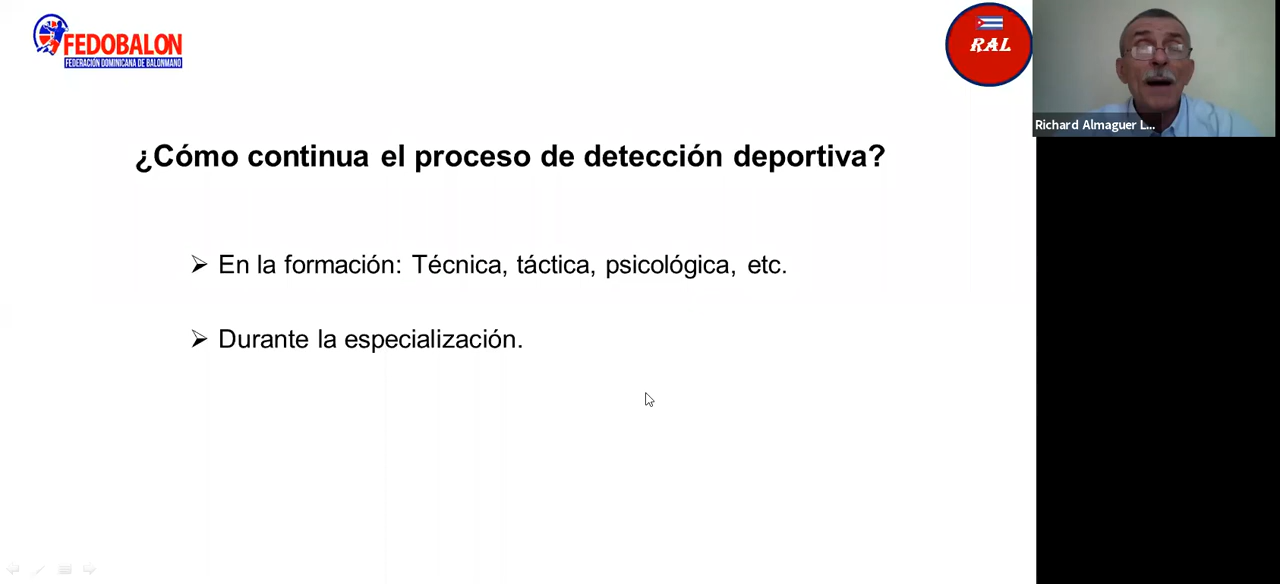 FEDOBALON
FEDERACIÓN DOMINICANA DE BALONMANO
RAL
Richard Almaguer L...
¿Cómo continua el proceso de detección deportiva?
En la formación: Técnica, táctica, psicológica, etc.
Durante la especialización.